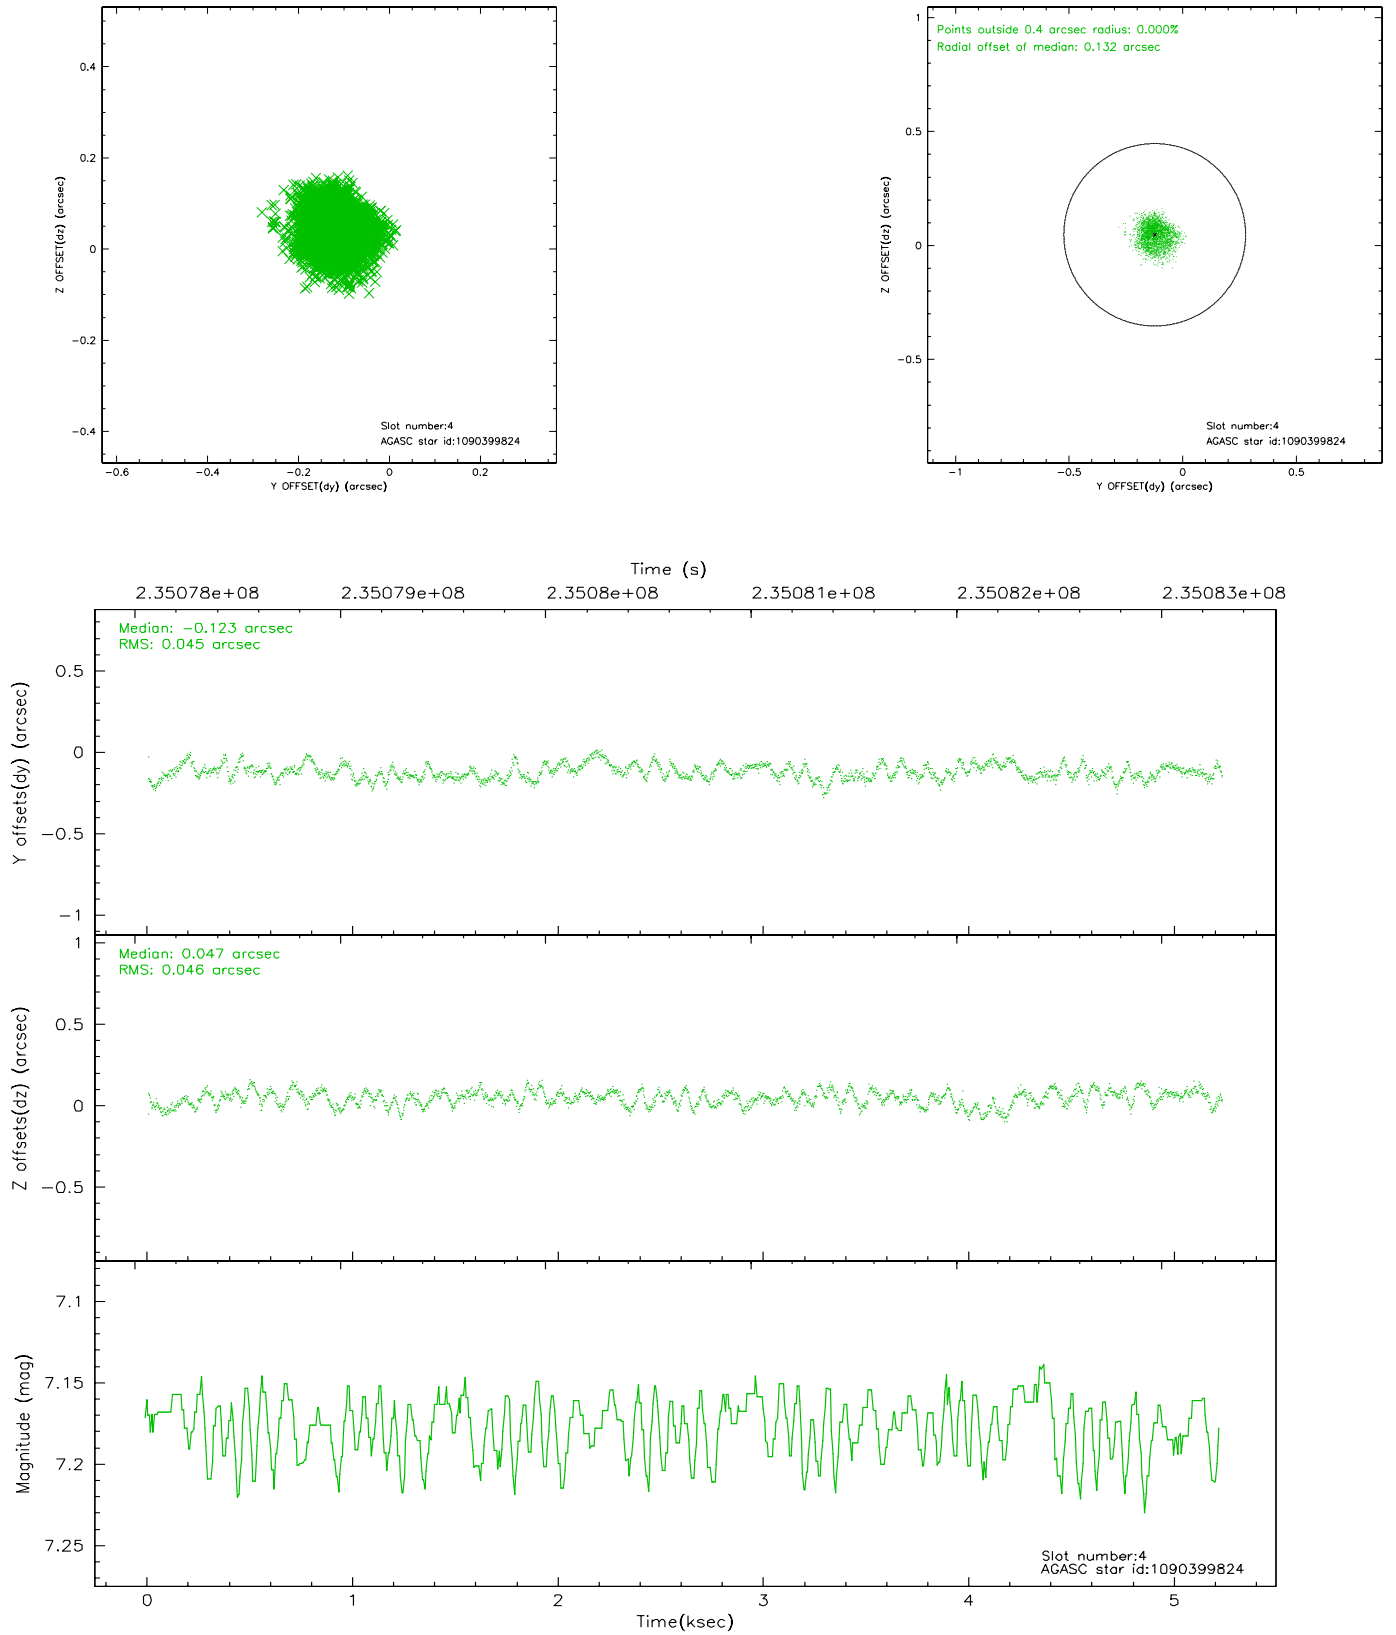 0.4
0.2
0
-0.2
-0.4
Z OFFSET(dz) (arcsec)
Slot number:4
AGASC star id:1090399824
-0.6
-0.4
-0.2
0
0.2
Y OFFSET(dy) (arcsec)
Points outside 0.4 arcsec radius: 0.000%
Radial offset of median: 0.132 arcsec
1
0.5
0
-0.5
Z OFFSET(dz) (arcsec)
Slot number:4
AGASC star id:1090399824
-1
-0.5
0
0.5
Y OFFSET(dy) (arcsec)
Time (s)
2.35078e+08
2.35079e+08
2.3508e+08
2.35081e+08
2.35082e+08
2.35083e+08
Median: -0.123 arcsec
RMS: 0.045 arcsec
0.5
0
-0.5
-1
Y offsets(dy) (arcsec)
Median: 0.047 arcsec
RMS: 0.046 arcsec
1
0.5
0
-0.5
Z offsets(dz) (arcsec)
7.1
7.15
7.2
7.25
Magnitude (mag)
Slot number:4
AGASC star id:1090399824
0
1
2
3
4
5
Time(ksec)